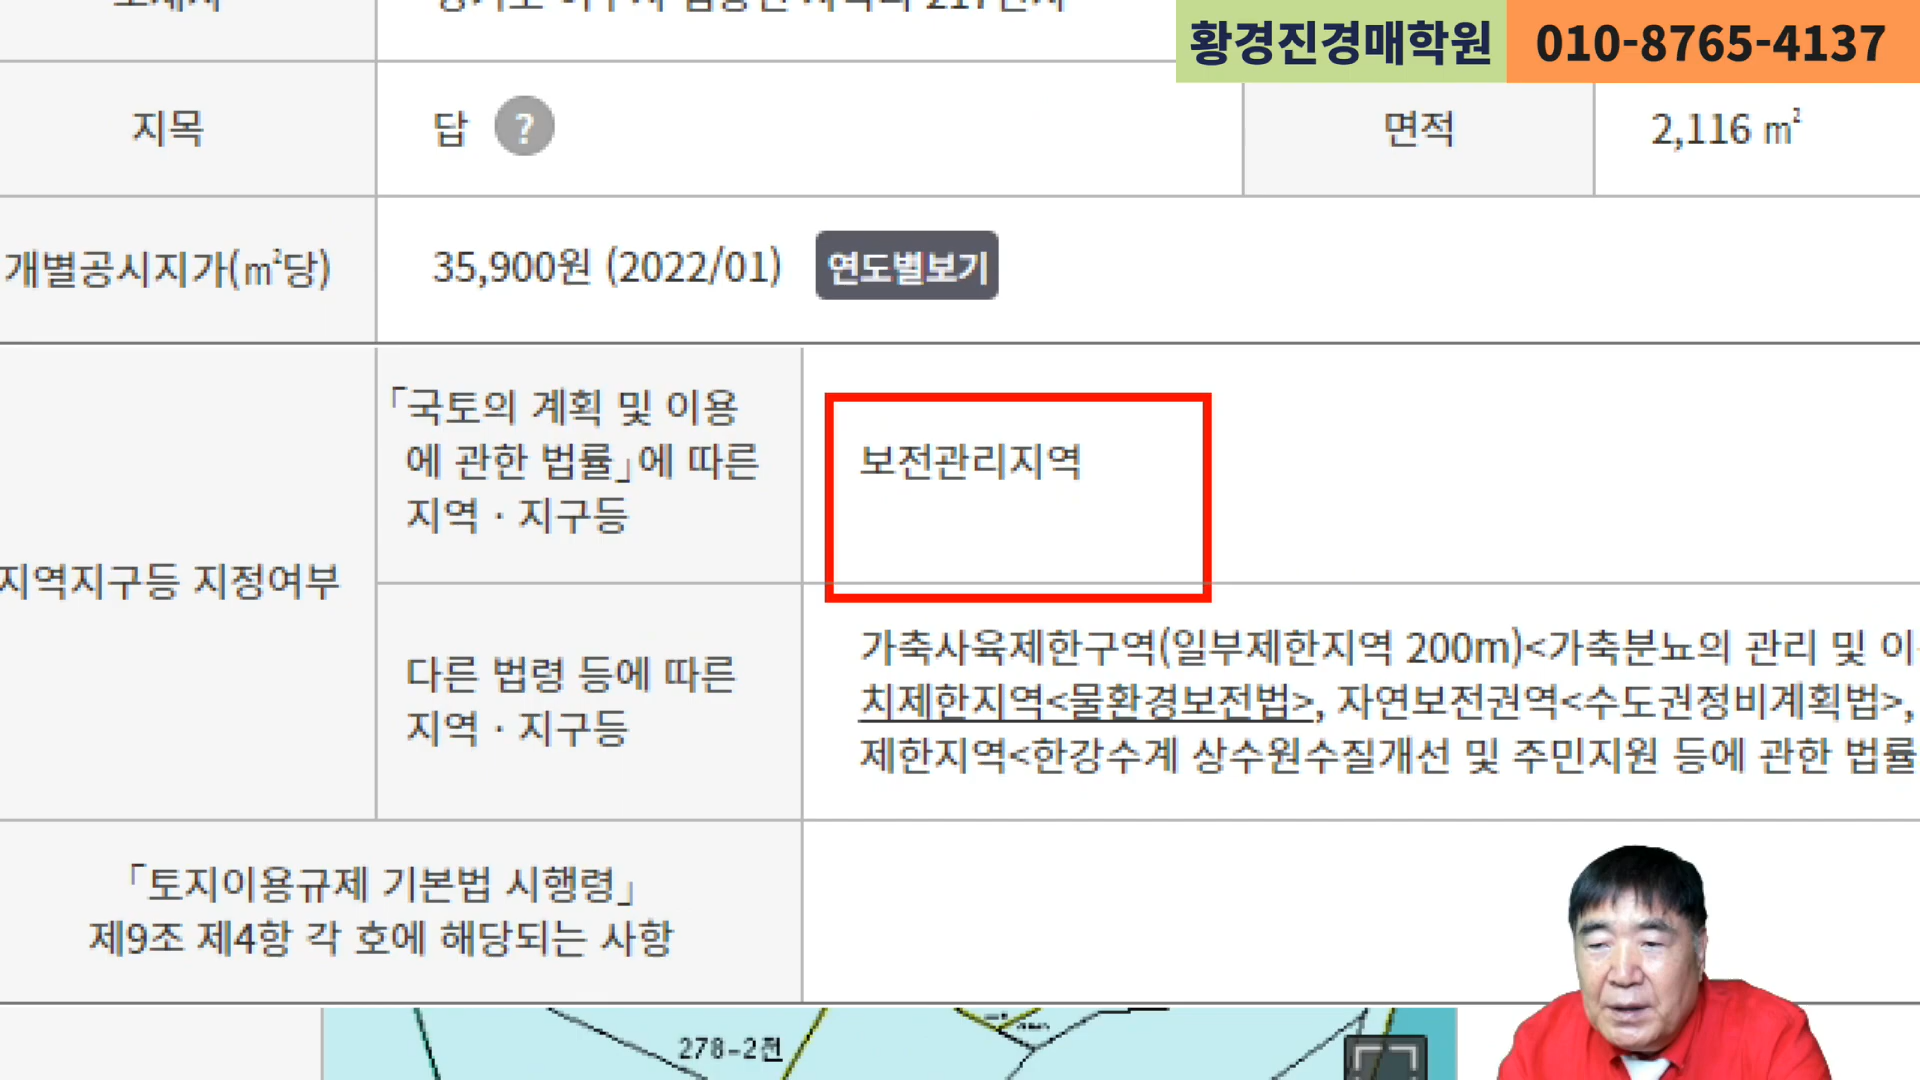 황경진경매학원 010-8765-4137
지목 답 ? 면적 2,116 ㎡
개별공시지가(㎡당) 35,900원 (2022/01) 연도별보기
지역지구등 지정여부
「국토의 계획 및 이용
에 관한 법률」에 따른
지역 · 지구등
보전관리지역
다른 법령 등에 따른
지역 · 지구등
가축사육제한구역(일부제한지역 200m)<가축분뇨의 관리 및 이
치제한지역<물환경보전법>, 자연보전권역<수도권정비계획법>,
제한지역<한강수계 상수원수질개선 및 주민지원 등에 관한 법률
「토지이용규제 기본법 시행령」
제9조 제4항 각 호에 해당되는 사항
278-2전